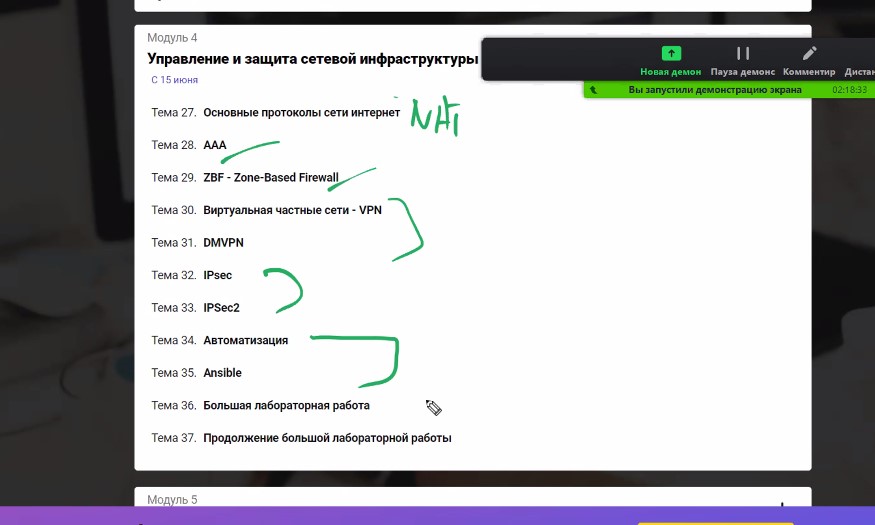 Модуль 4
Управление и защита сетевой инфраструктуры
С 15 июня
Новая демон
Пауза демонс
Комментир
Дистан
Вы запустили демонстрацию экрана
02:18:33
Тема 27. Основные протоколы сети интернет NAT
Тема 28. AAA
Тема 29. ZBF - Zone-Based Firewall
Тема 30. Виртуальная частные сети - VPN
Тема 31. DMVPN
Тема 32. IPsec
Тема 33. IPSec2
Тема 34. Автоматизация
Тема 35. Ansible
Тема 36. Большая лабораторная работа
Тема 37. Продолжение большой лабораторной работы
Модуль 5